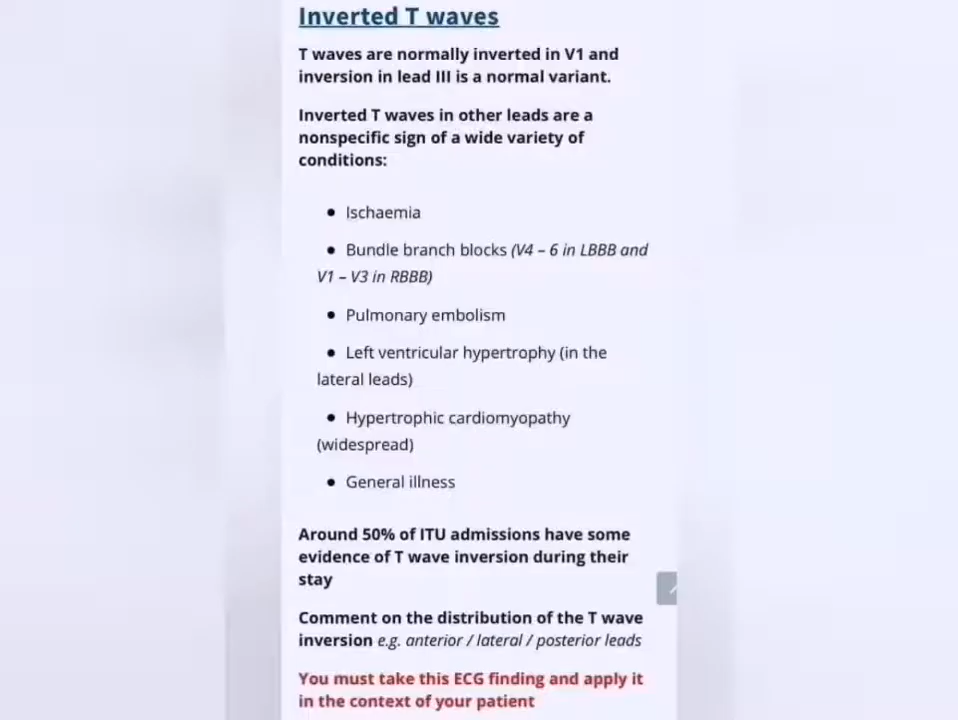 Inverted T waves
T waves are normally inverted in V1 and
inversion in lead III is a normal variant.
Inverted T waves in other leads are a
nonspecific sign of a wide variety of
conditions:
• Ischaemia
• Bundle branch blocks (V4 – 6 in LBBB and
V1 – V3 in RBBB)
• Pulmonary embolism
• Left ventricular hypertrophy (in the
lateral leads)
• Hypertrophic cardiomyopathy
(widespread)
• General illness
Around 50% of ITU admissions have some
evidence of T wave inversion during their
stay
Comment on the distribution of the T wave
inversion e.g. anterior / lateral / posterior leads
You must take this ECG finding and apply it
in the context of your patient